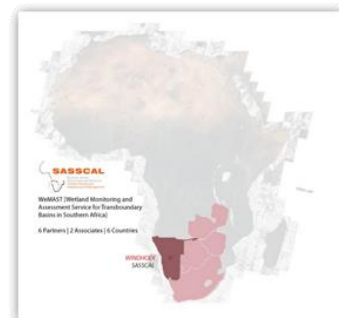 SASSCAL
WeMAST (Wetland Monitoring and
Assessment Service for Transboundary
Basins in Southern Africa)
6 Partners | 2 Associates | 6 Countries
WINDHOEK
SASSCAL